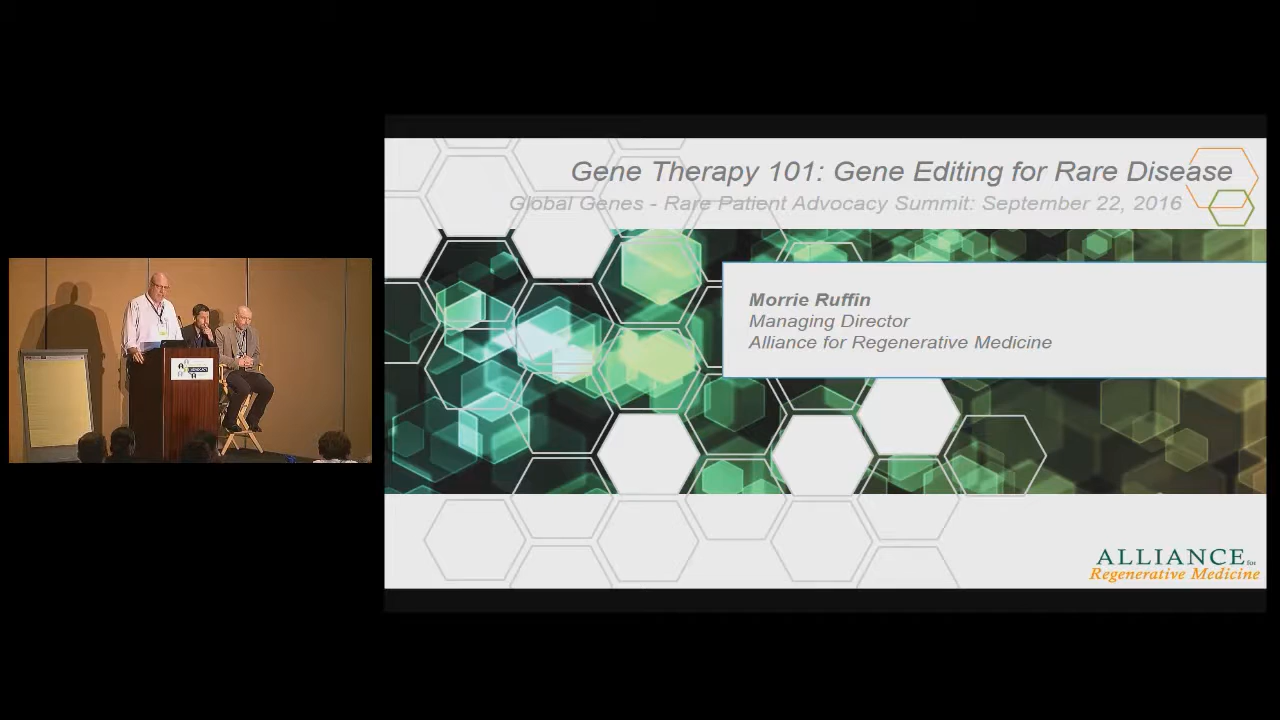 Gene Therapy 101: Gene Editing for Rare Disease
Global Genes - Rare Patient Advocacy Summit: September 22, 2016
Morrie Ruffin
Managing Director
Alliance for Regenerative Medicine
ALLIANCE for
Regenerative Medicine